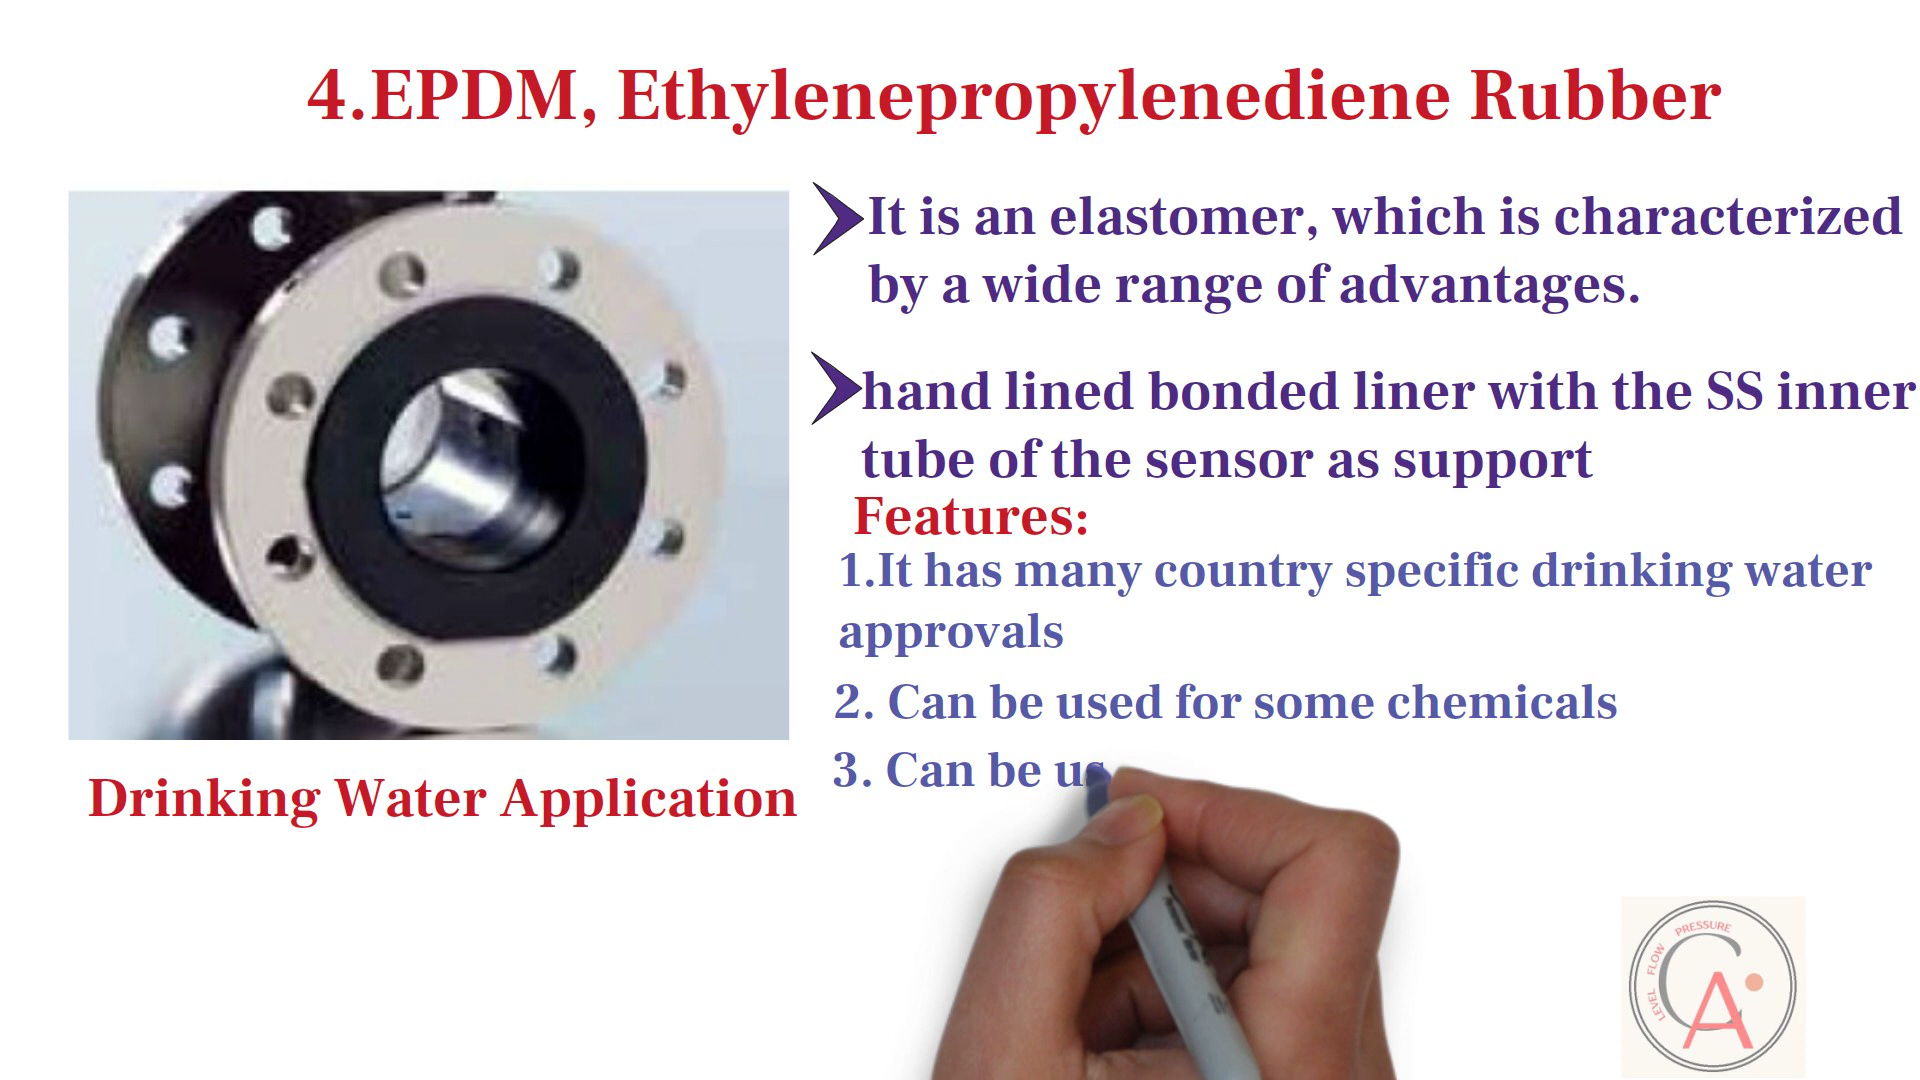 4.EPDM, Ethylenepropylenediene Rubber
It is an elastomer, which is characterized
by a wide range of advantages.
hand lined bonded liner with the SS inner
tube of the sensor as support
Features:
1.It has many country specific drinking water
approvals
2. Can be used for some chemicals
3. Can be us
Drinking Water Application
LEVEL FLOW PRESSURE
CA